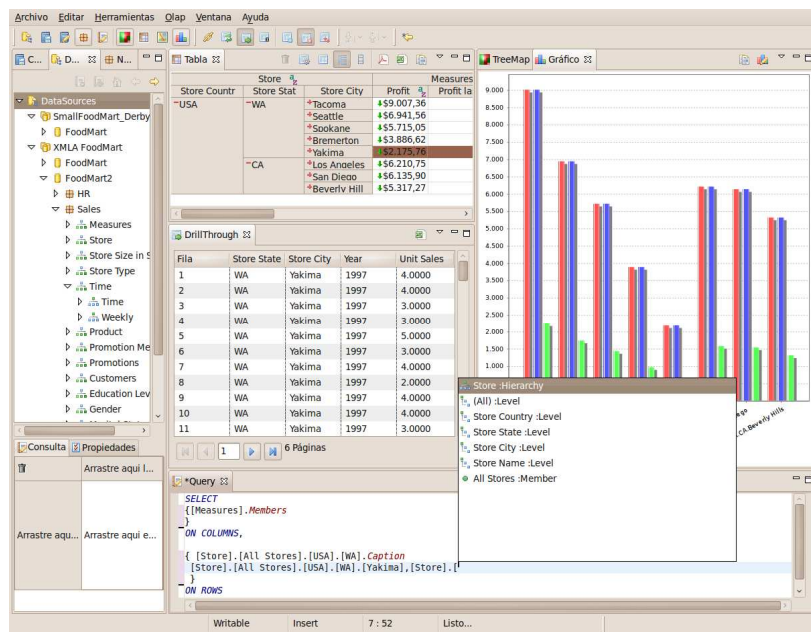 Archivo Editar Herramientas Olap Ventana Ayuda
C... D... N...
DataSources
SmallFoodMart_Derby
FoodMart
XMLA FoodMart
FoodMart
FoodMart2
HR
Sales
Measures
Store
Store Size in S
Store Type
Time
Time
Weekly
Product
Promotion Me
Promotions
Customers
Education Lev
Gender
Consulta Propiedades
Arrastre aqui l...
Arrastre aqu... Arrastre aqui e...
Tabla
Store Measures
Store Countr Store Stat Store City Profit Profit la
USA WA Tacoma $9.007,36
Seattle $6.941,56
Spokane $5.715,05
Bremerton $3.886,62
Yakima $2.175,76
CA Los Angeles $6.210,75
San Diego $6.135,90
Beverly Hill $5.317,27
DrillThrough
Fila Store State Store City Year Unit Sales
1 WA Yakima 1997 4.0000
2 WA Yakima 1997 4.0000
3 WA Yakima 1997 3.0000
4 WA Yakima 1997 3.0000
5 WA Yakima 1997 5.0000
6 WA Yakima 1997 3.0000
7 WA Yakima 1997 4.0000
8 WA Yakima 1997 2.0000
9 WA Yakima 1997 4.0000
10 WA Yakima 1997 4.0000
11 WA Yakima 1997 3.0000
1 6 Páginas
TreeMap Gráfico
9.000
8.500
8.000
7.500
7.000
6.500
6.000
5.500
5.000
4.500
4.000
3.500
3.000
2.500
2.000
1.500
1.000
CA.Beverly Hills
Store :Hierarchy
(All) :Level
Store Country :Level
Store State :Level
Store City :Level
Store Name :Level
All Stores :Member
*Query
SELECT
{[Measures].Members
}
ON COLUMNS,
{ [Store].[All Stores].[USA].[WA].Caption
[Store].[All Stores].[USA].[WA].[Yakima],[Store].[
}
ON ROWS
Writable Insert 7 : 52 Listo...